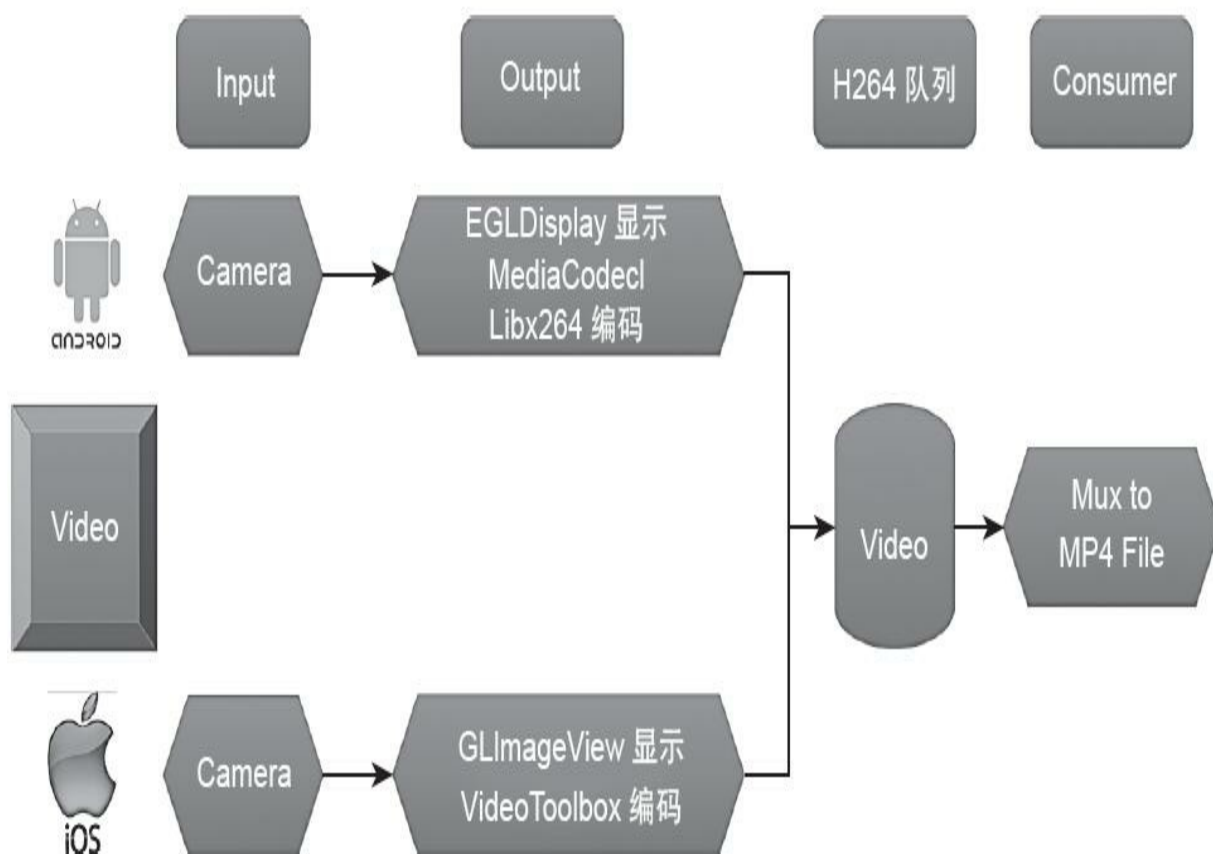 Input
Output
H264 队列
Consumer
Camera
EGLDisplay 显示
MediaCodecl
Libx264 编码
android
Video
Video
Mux to
MP4 File
Camera
GLImageView 显示
VideoToolbox 编码
iOS